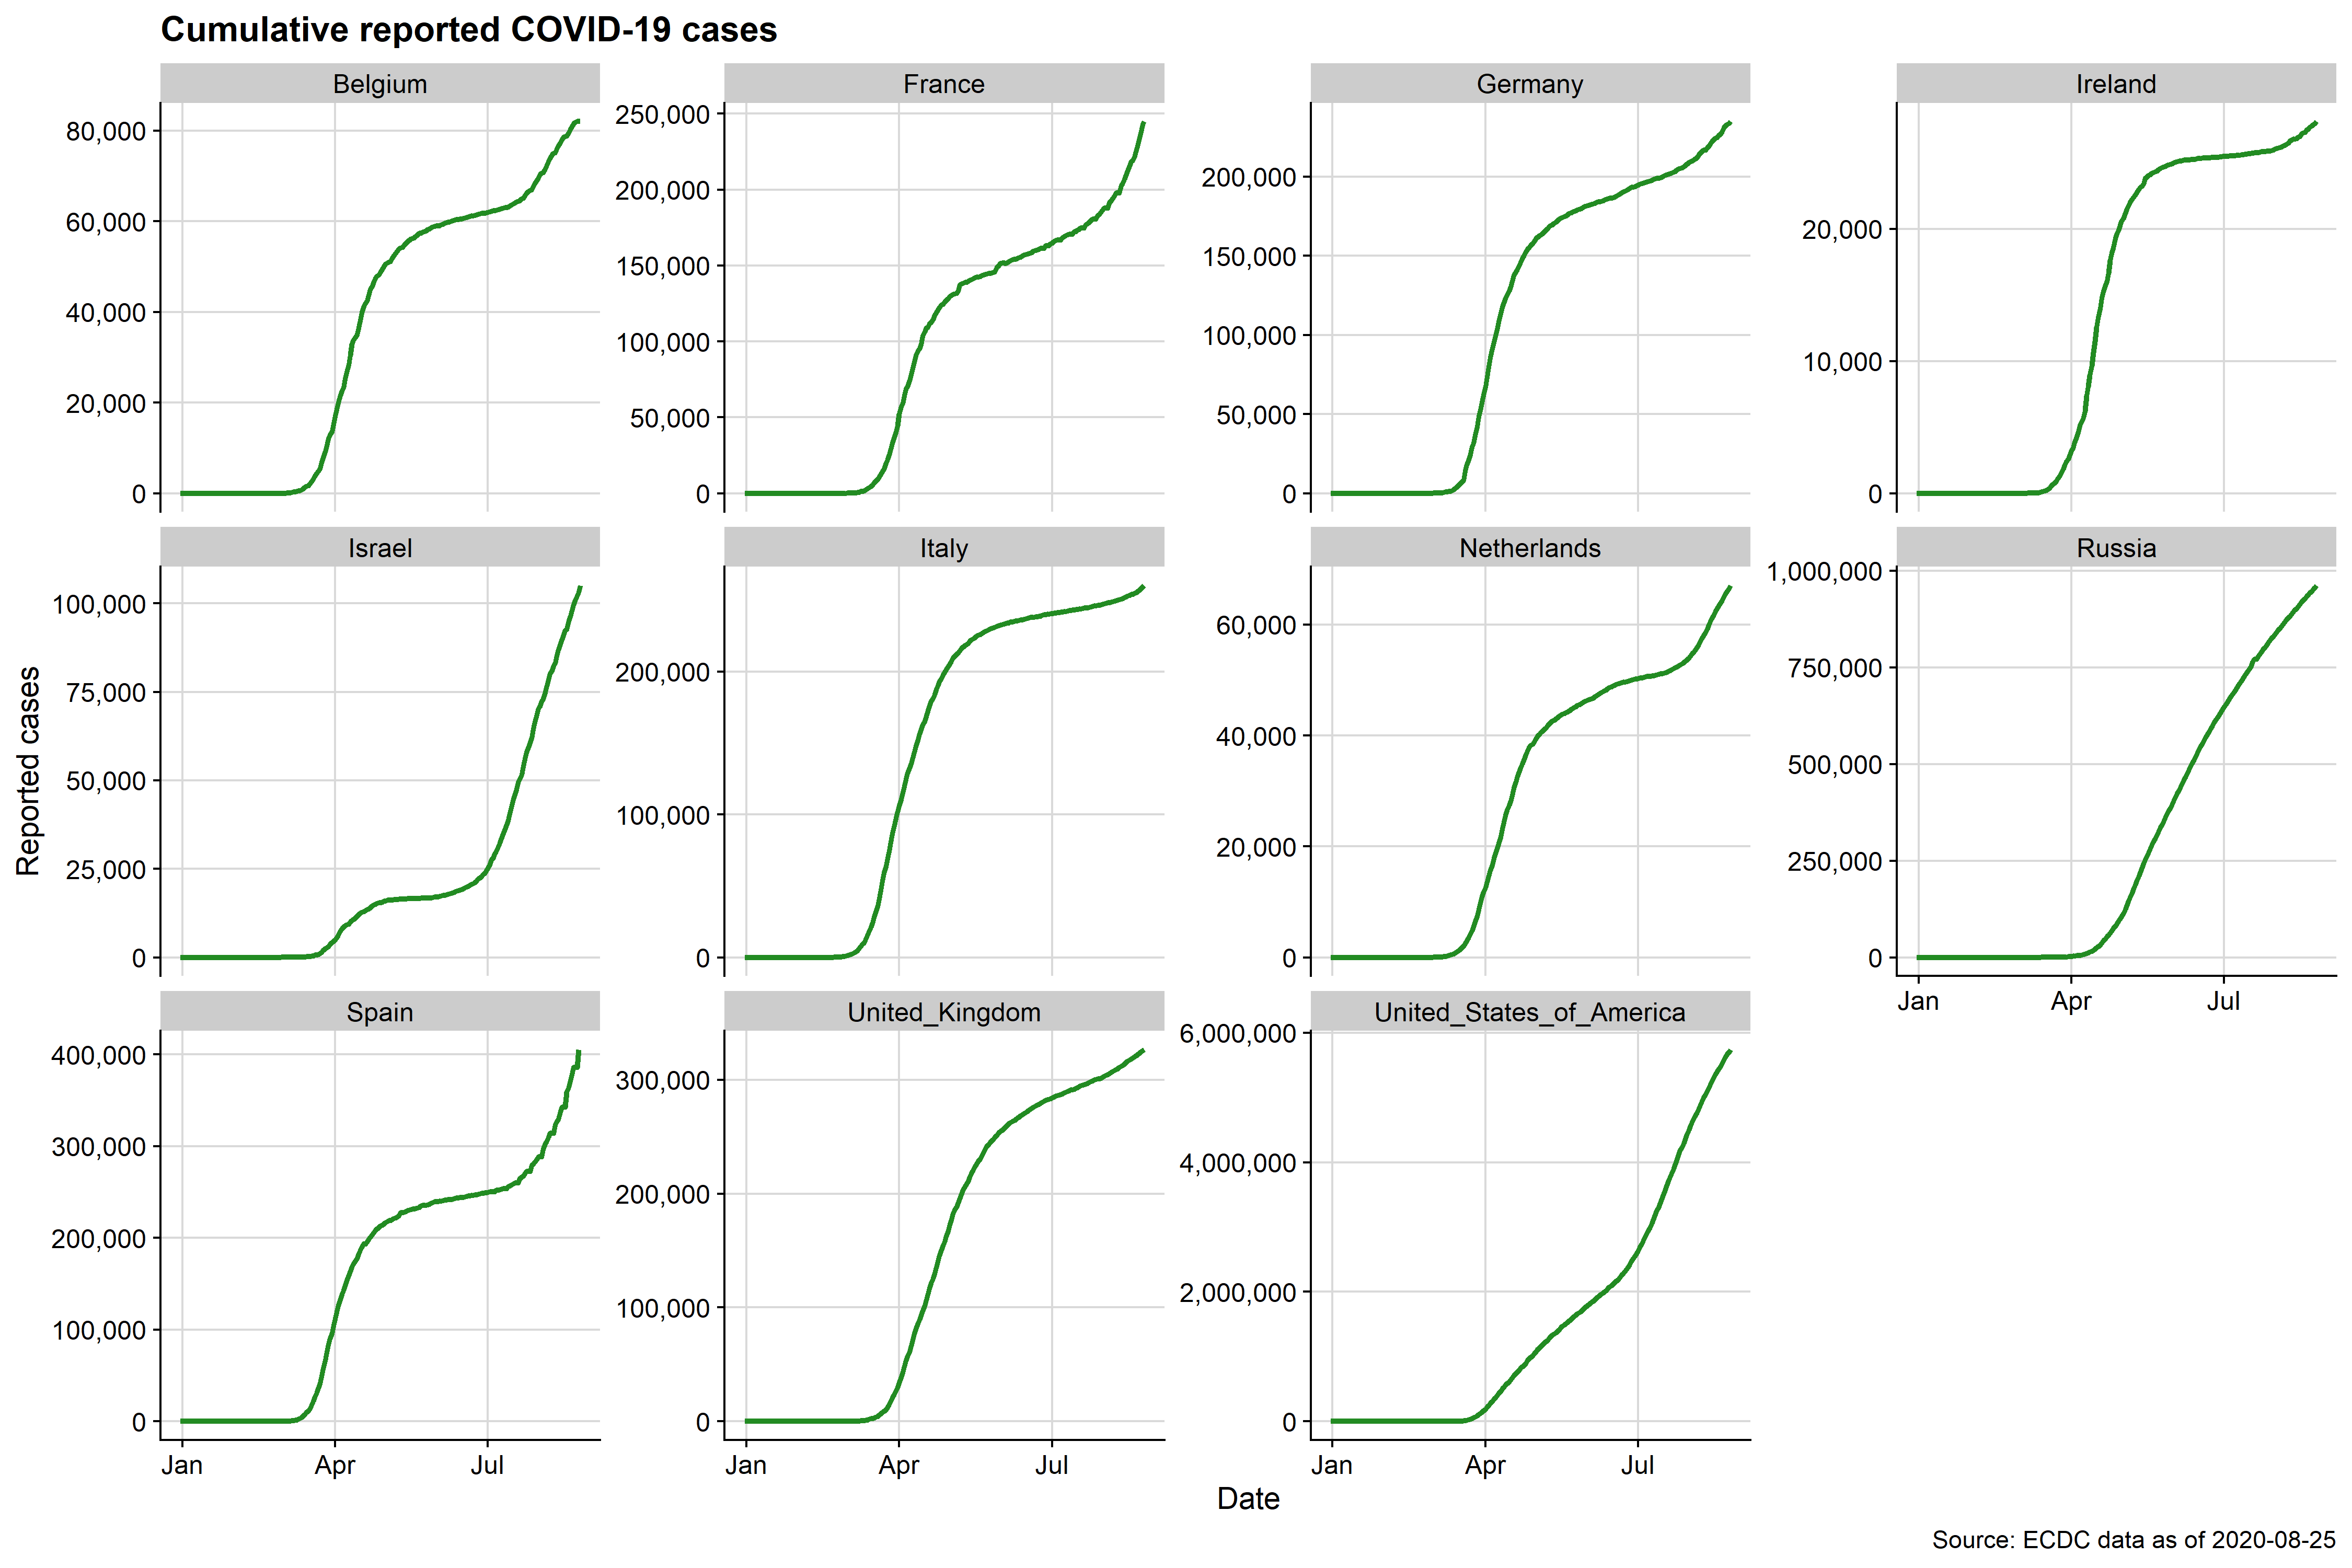 Cumulative reported COVID-19 cases
Belgium
France
Germany
Ireland
80,000
60,000
40,000
20,000
0
250,000
200,000
150,000
100,000
50,000
0
200,000
150,000
100,000
50,000
0
20,000
10,000
0
Israel
Italy
Netherlands
Russia
100,000
75,000
50,000
25,000
0
200,000
100,000
0
60,000
40,000
20,000
0
1,000,000
750,000
500,000
250,000
0
Jan Apr Jul
Reported cases
Spain
United_Kingdom
United_States_of_America
400,000
300,000
200,000
100,000
0
300,000
200,000
100,000
0
6,000,000
4,000,000
2,000,000
0
Jan Apr Jul
Jan Apr Jul
Jan Apr Jul
Date
Source: ECDC data as of 2020-08-25